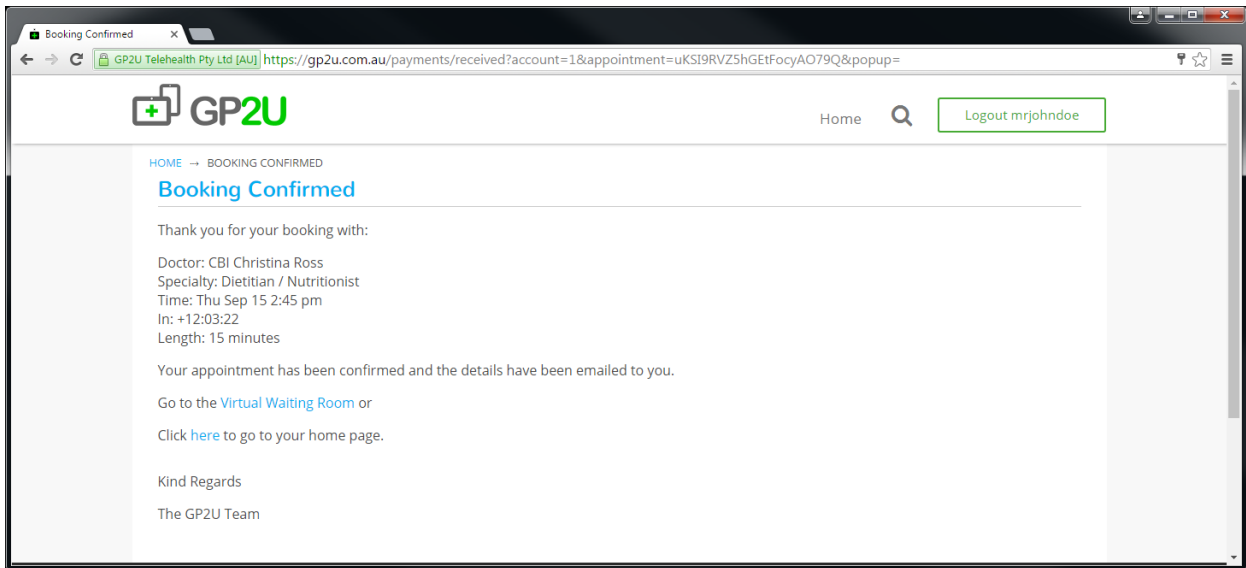 Booking Confirmed
GP2U Telehealth Pty Ltd [AU] https://gp2u.com.au/payments/received?account=1&appointment=uKSI9RVZ5hGEtFocyAO79Q&popup=
GP2U
Home
Logout mrjohndoe
HOME → BOOKING CONFIRMED
Booking Confirmed
Thank you for your booking with:
Doctor: CBI Christina Ross
Specialty: Dietitian / Nutritionist
Time: Thu Sep 15 2:45 pm
In: +12:03:22
Length: 15 minutes
Your appointment has been confirmed and the details have been emailed to you.
Go to the Virtual Waiting Room or
Click here to go to your home page.
Kind Regards
The GP2U Team